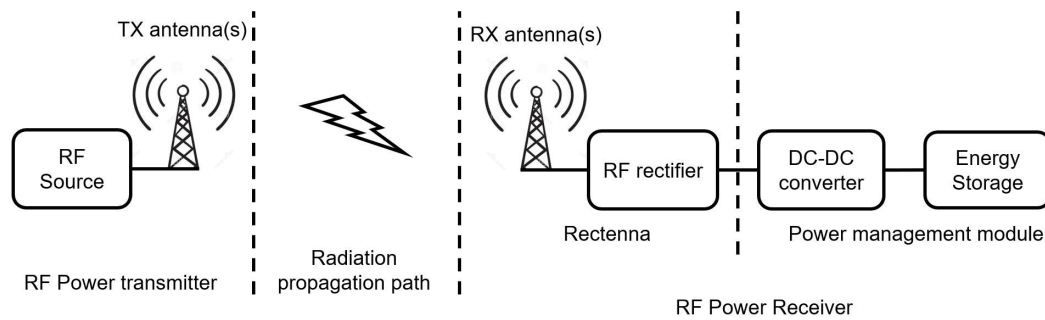 TX antenna(s)
RX antenna(s)
RF
Source
RF rectifier
DC-DC
converter
Energy
Storage
Rectenna
Power management module
RF Power transmitter
Radiation
propagation path
RF Power Receiver